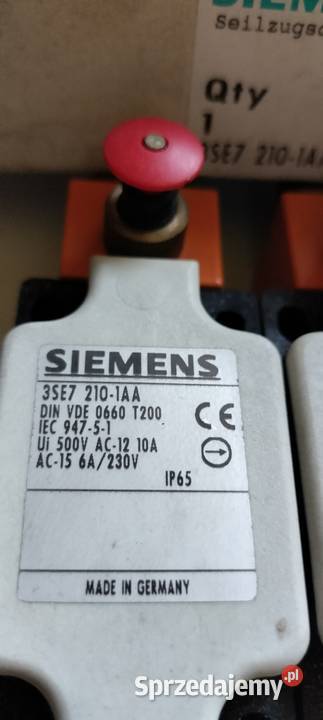 Seilzugsc
Qty
1
3SE7 210-1A
SIEMENS
3SE7 210-1AA
DIN VDE 0660 T200
IEC 947-5-1
Ui 500V AC-12 10A
AC-15 6A/230V
CE
IP65
MADE IN GERMANY
Sprzedajemy.pl